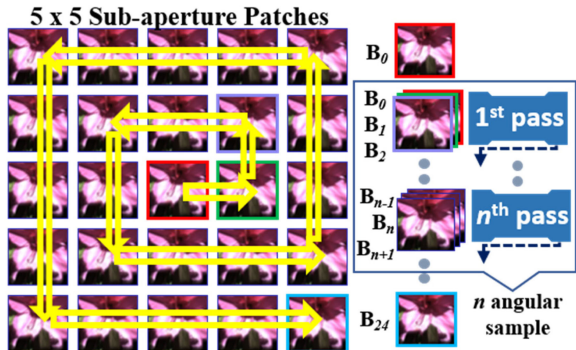 5 x 5 Sub-aperture Patches
B0
B0
B1
B2
1st pass
Bn-1
Bn
Bn+1
nth pass
B24
n angular
sample